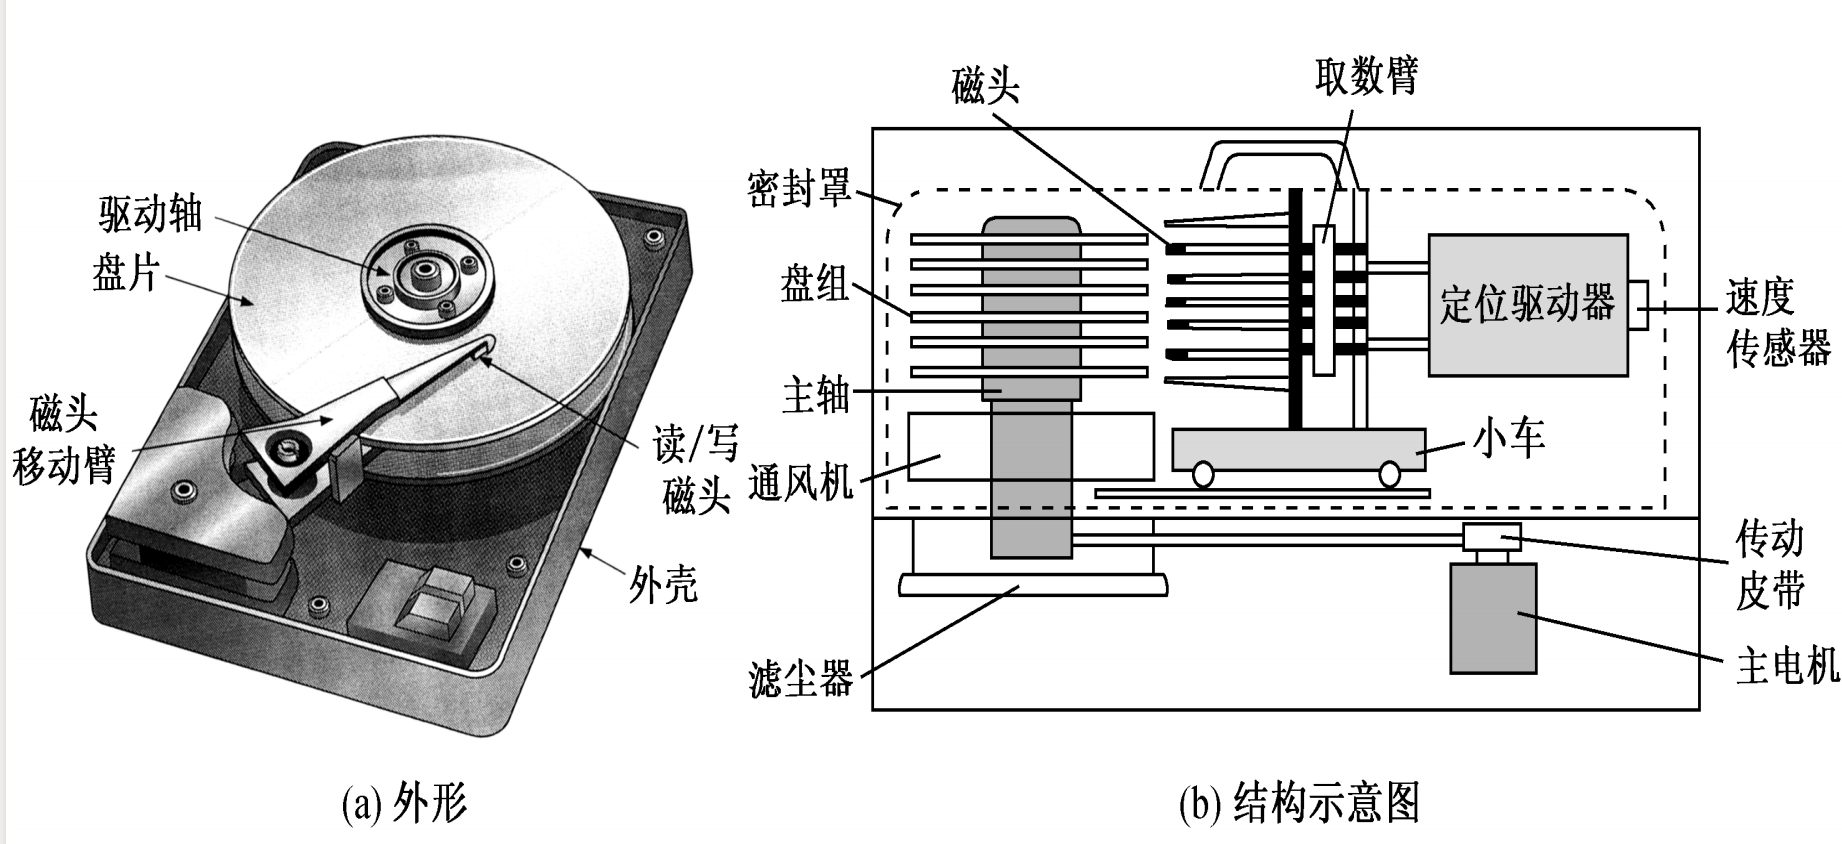 驱动轴
盘片
磁头
移动臂
读/写
磁头
外壳
(a) 外形
磁头
取数臂
密封罩
盘组
主轴
通风机
滤尘器
定位驱动器
速度
传感器
小车
传动
皮带
主电机
(b) 结构示意图